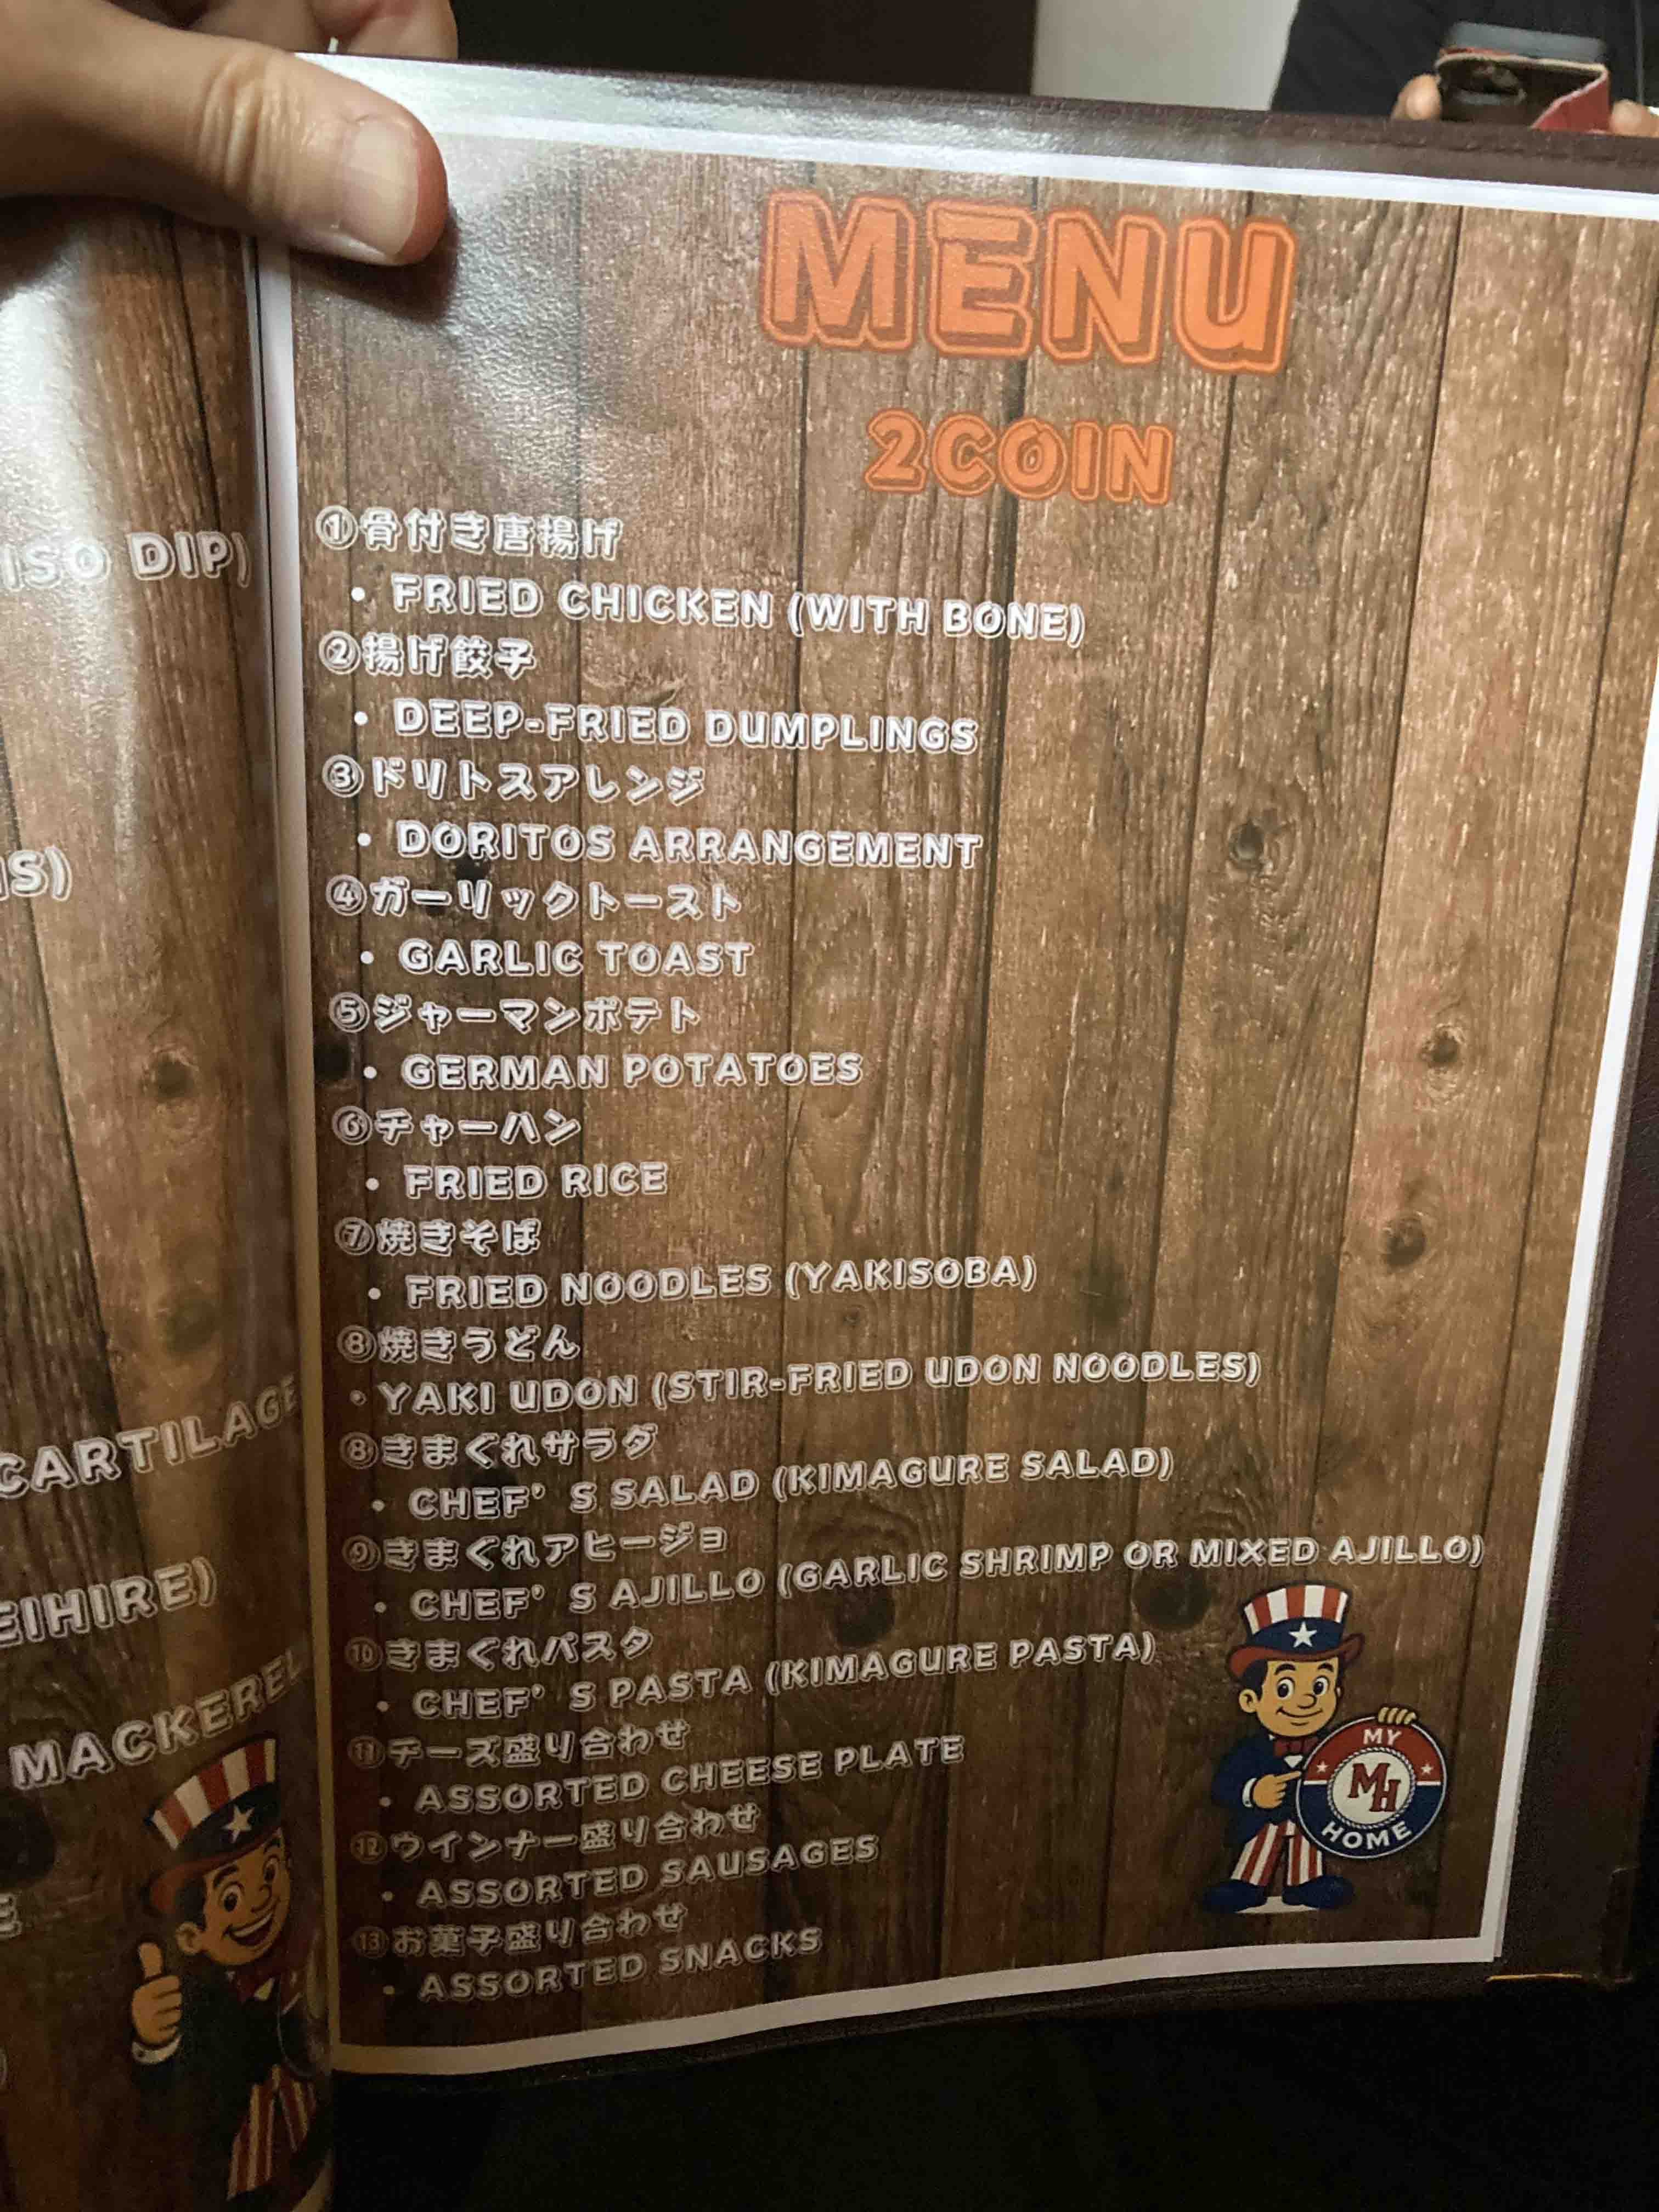 ISO DIP)
S)
CARTILAGE
EIHIRE)
MACKEREL
E
MENU
2COIN
①骨付き唐揚げ
• FRIED CHICKEN (WITH BONE)
②揚げ餃子
• DEEP-FRIED DUMPLINGS
③ドリトスアレンジ
• DORITOS ARRANGEMENT
④ガーリックトースト
• GARLIC TOAST
⑤ジャーマンポテト
• GERMAN POTATOES
⑥チャーハン
• FRIED RICE
⑦焼きそば
• FRIED NOODLES (YAKISOBA)
⑧焼きうどん
• YAKI UDON (STIR-FRIED UDON NOODLES)
⑧きまぐれサラダ
• CHEF’S SALAD (KIMAGURE SALAD)
⑨きまぐれアヒージョ
• CHEF’S AJILLO (GARLIC SHRIMP OR MIXED AJILLO)
⑩きまぐれパスタ
• CHEF’S PASTA (KIMAGURE PASTA)
⑪チーズ盛り合わせ
• ASSORTED CHEESE PLATE
⑫ウインナー盛り合わせ
• ASSORTED SAUSAGES
⑬お菓子盛り合わせ
• ASSORTED SNACKS
MY
MH
HOME